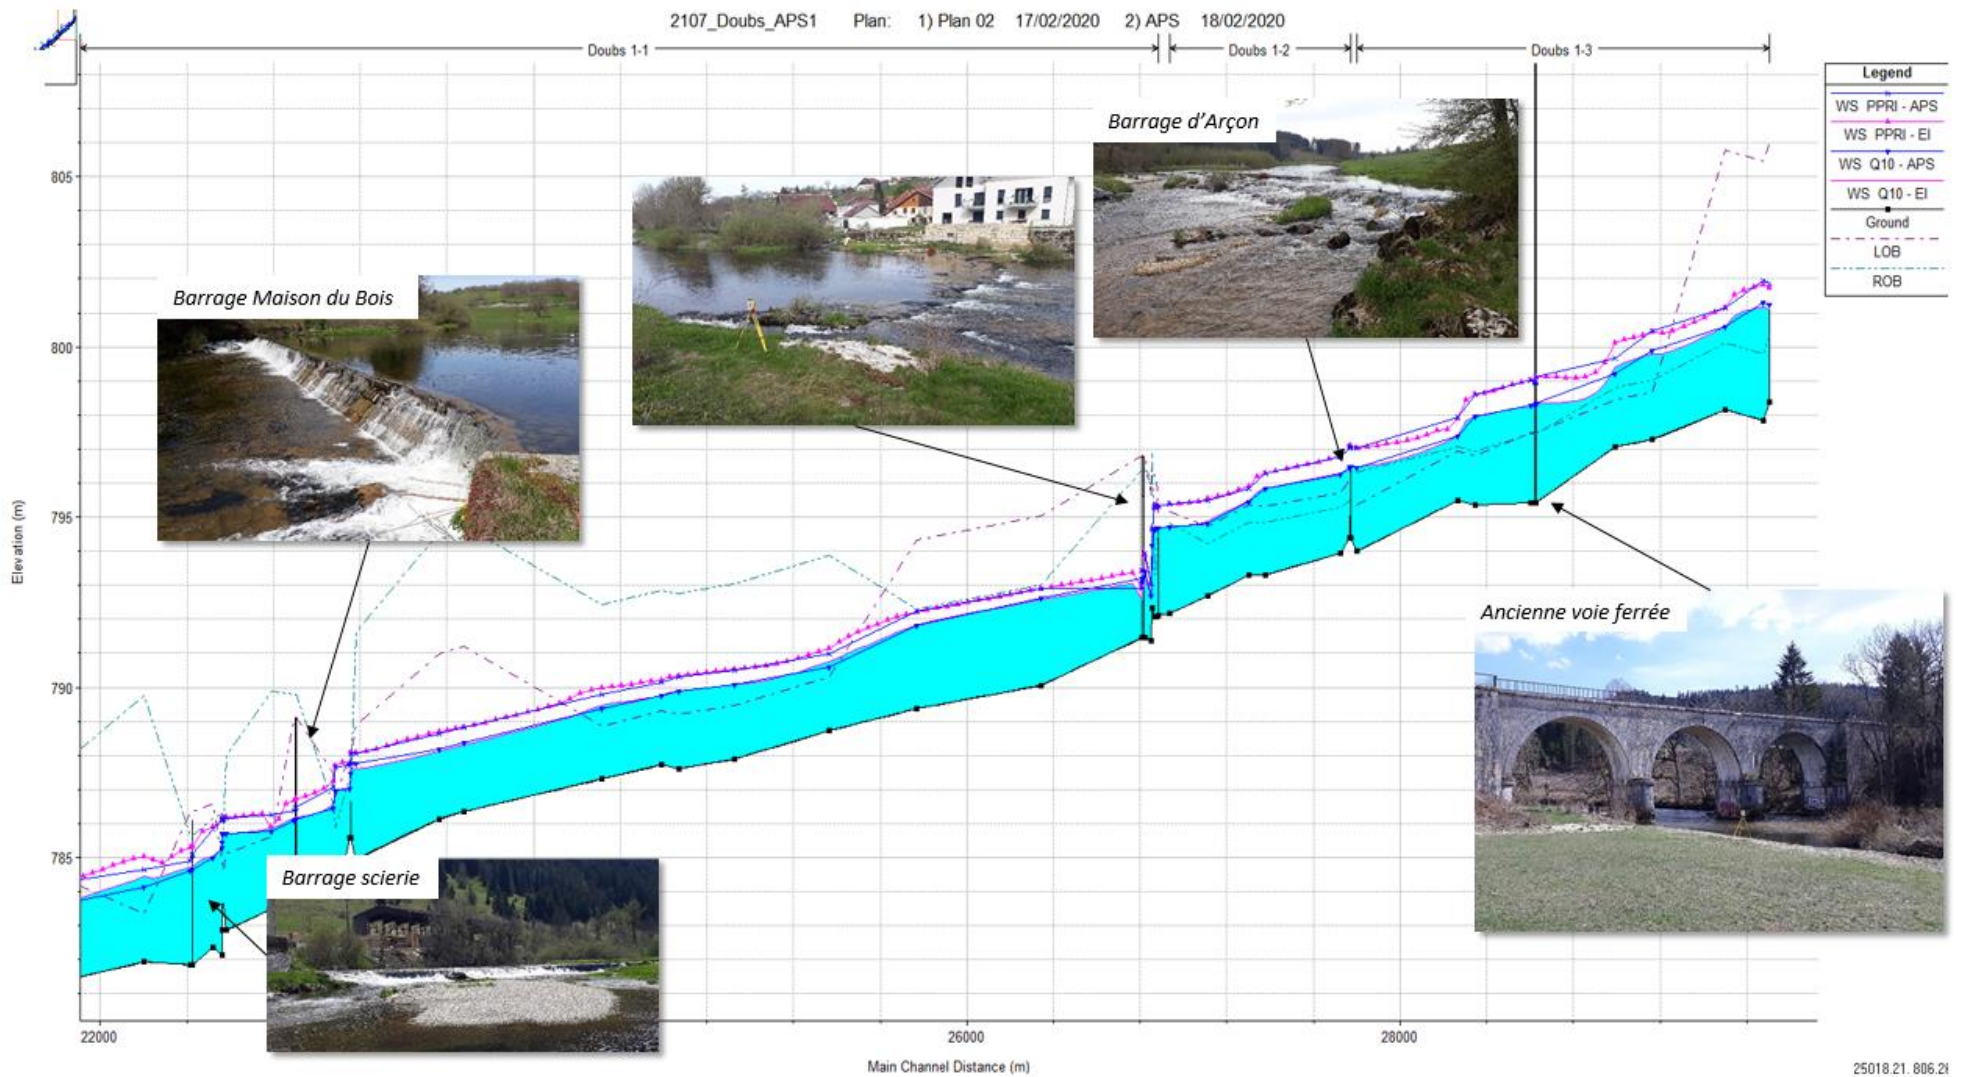 2107_Doubs_APS1 Plan: 1) Plan 02 17/02/2020 2) APS 18/02/2020
Doubs 1-1
Doubs 1-2
Doubs 1-3
Legend
WS PPRI - APS
WS PPRI - EI
WS Q10 - APS
WS Q10 - EI
Ground
LOB
ROB
Barrage d'Arçon
Barrage Maison du Bois
Ancienne voie ferrée
Barrage scierie
Elevation (m)
805
800
795
790
785
22000
26000
28000
Main Channel Distance (m)